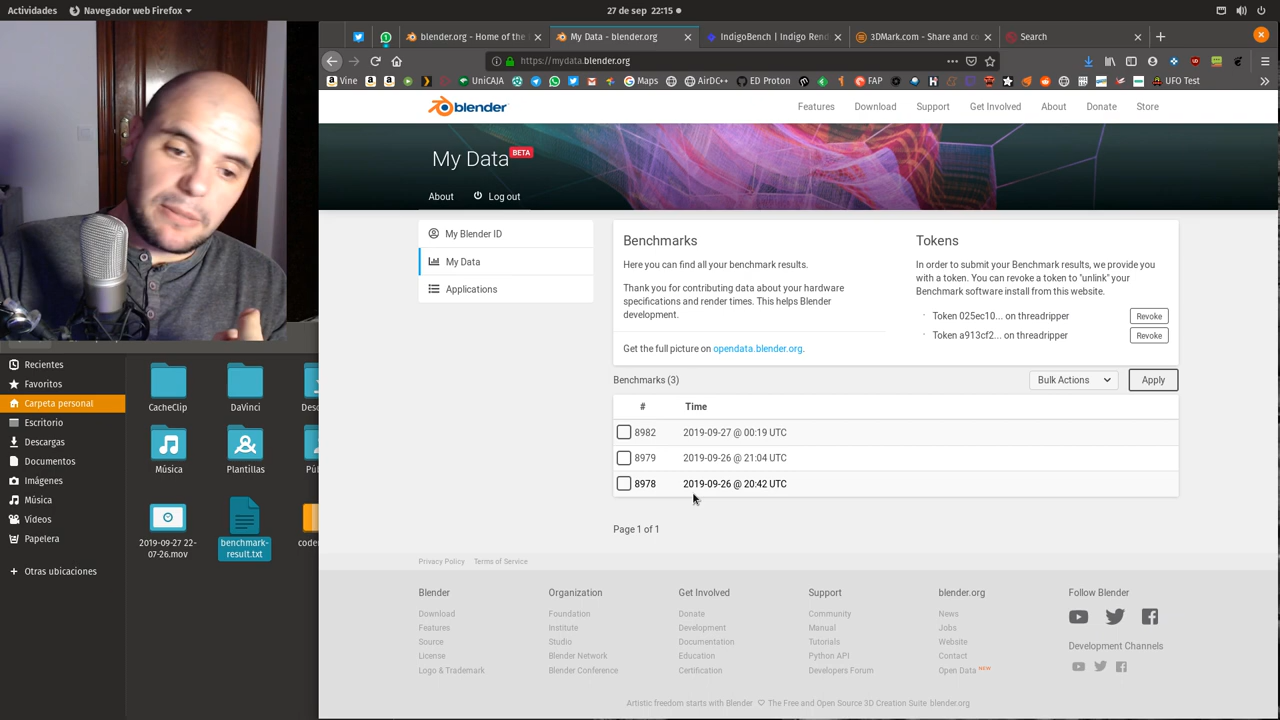 Actividades
Navegador web Firefox
27 de sep 22:15
blender.org - Home of the
My Data - blender.org
IndigoBench | Indigo Rend
3DMark.com - Share and co
Search
https://mydata.blender.org
Vine
UniCAJA
Maps
AirDC++
ED Proton
FAP
UFO Test
blender
Features
Download
Support
Get Involved
About
Donate
Store
My Data BETA
About
Log out
My Blender ID
My Data
Applications
Benchmarks
Here you can find all your benchmark results.
Thank you for contributing data about your hardware
specifications and render times. This helps Blender
development.
Get the full picture on opendata.blender.org.
Tokens
In order to submit your Benchmark results, we provide you
with a token. You can revoke a token to "unlink" your
Benchmark software install from this website.
Token 025ec10... on threadripper
Revoke
Token a913cf2... on threadripper
Revoke
Benchmarks (3)
Bulk Actions
Apply
# Time
8982 2019-09-27 @ 00:19 UTC
8979 2019-09-26 @ 21:04 UTC
8978 2019-09-26 @ 20:42 UTC
Page 1 of 1
Privacy Policy
Terms of Service
Blender
Download
Features
Source
License
Logo & Trademark
Organization
Foundation
Institute
Studio
Blender Network
Blender Conference
Get Involved
Donate
Development
Documentation
Education
Certification
Support
Community
Manual
Tutorials
Python API
Developers Forum
blender.org
News
Jobs
Website
Contact
Open Data NEW
Follow Blender
Development Channels
Artistic freedom starts with Blender
The Free and Open Source 3D Creation Suite
blender.org
Recientes
Favoritos
Carpeta personal
Escritorio
Descargas
Documentos
Imágenes
Música
Vídeos
Papelera
Otras ubicaciones
CacheClip
DaVinci
Desc
Música
Plantillas
Púb
2019-09-27 22-
07-26.mov
benchmark-
result.txt